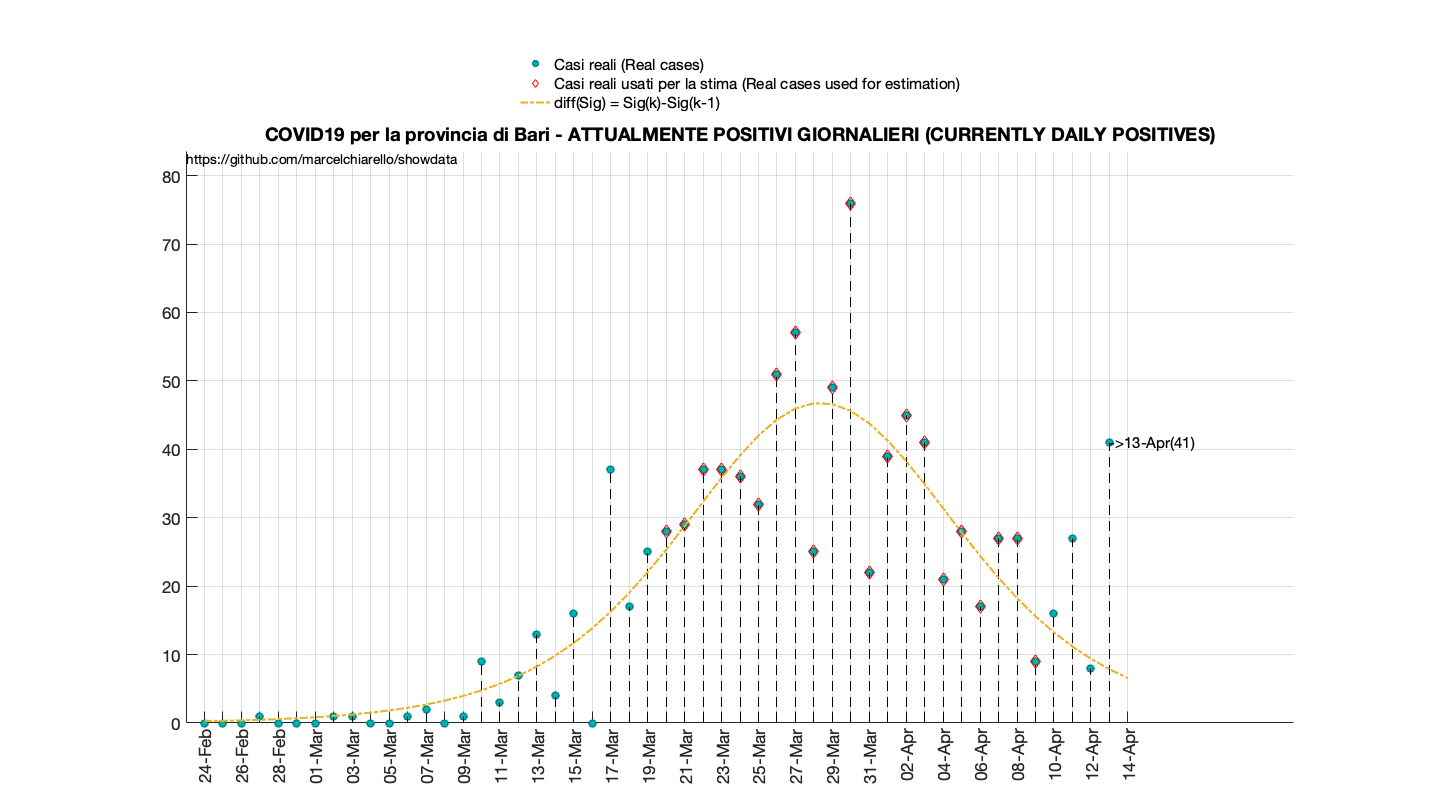 Casi reali (Real cases)
Casi reali usati per la stima (Real cases used for estimation)
diff(Sig) = Sig(k)-Sig(k-1)
COVID19 per la provincia di Bari - ATTUALMENTE POSITIVI GIORNALIERI (CURRENTLY DAILY POSITIVES)
https://github.com/marcelchiarello/showdata
80
70
60
50
40
30
20
10
0
->13-Apr(41)
24-Feb
26-Feb
28-Feb
01-Mar
03-Mar
05-Mar
07-Mar
09-Mar
11-Mar
13-Mar
15-Mar
17-Mar
19-Mar
21-Mar
23-Mar
25-Mar
27-Mar
29-Mar
31-Mar
02-Apr
04-Apr
06-Apr
08-Apr
10-Apr
12-Apr
14-Apr